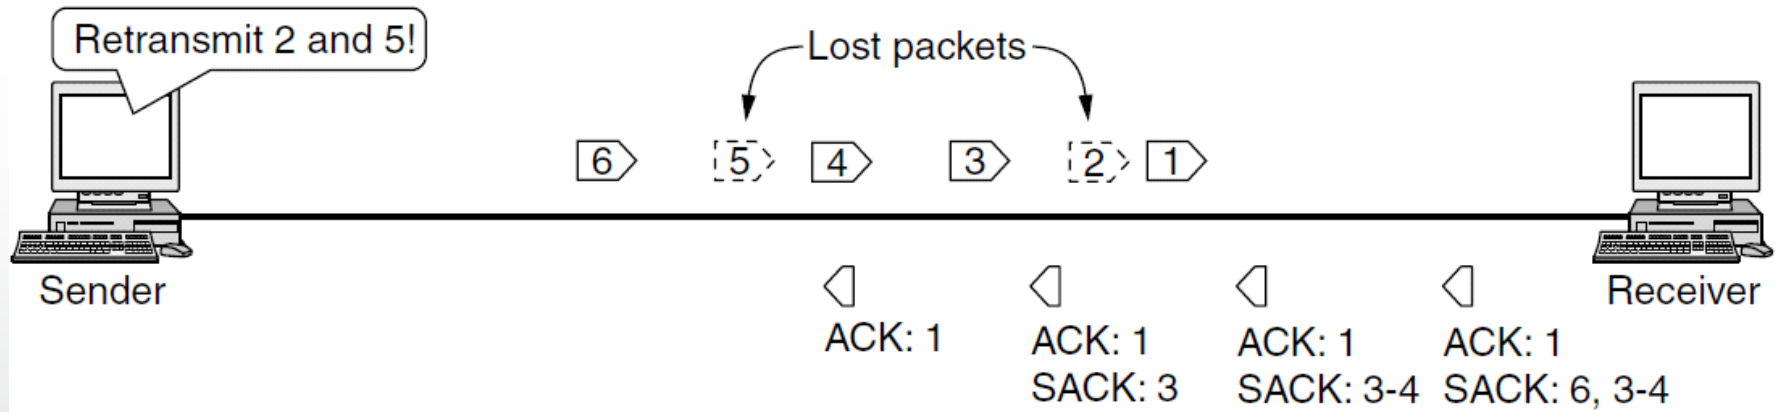 Retransmit 2 and 5!
Lost packets
6 5 4 3 2 1
Sender
Receiver
ACK: 1
ACK: 1
SACK: 3
ACK: 1
SACK: 3-4
ACK: 1
SACK: 6, 3-4